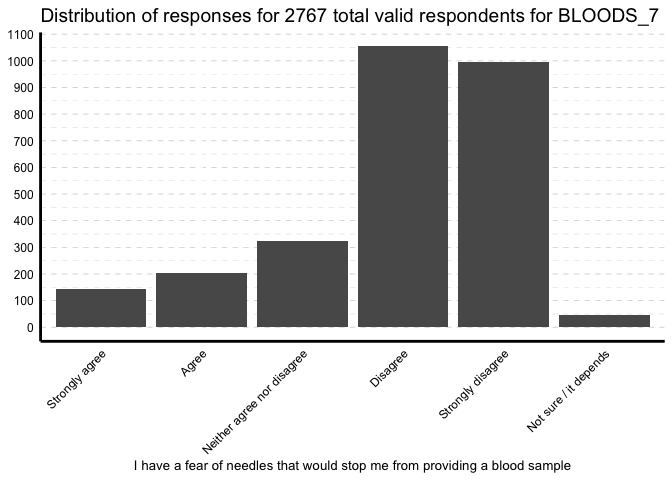 Distribution of responses for 2767 total valid respondents for BLOODS_7
1100
1000
900
800
700
600
500
400
300
200
100
0
Strongly agree
Agree
Neither agree nor disagree
Disagree
Strongly disagree
Not sure / it depends
I have a fear of needles that would stop me from providing a blood sample